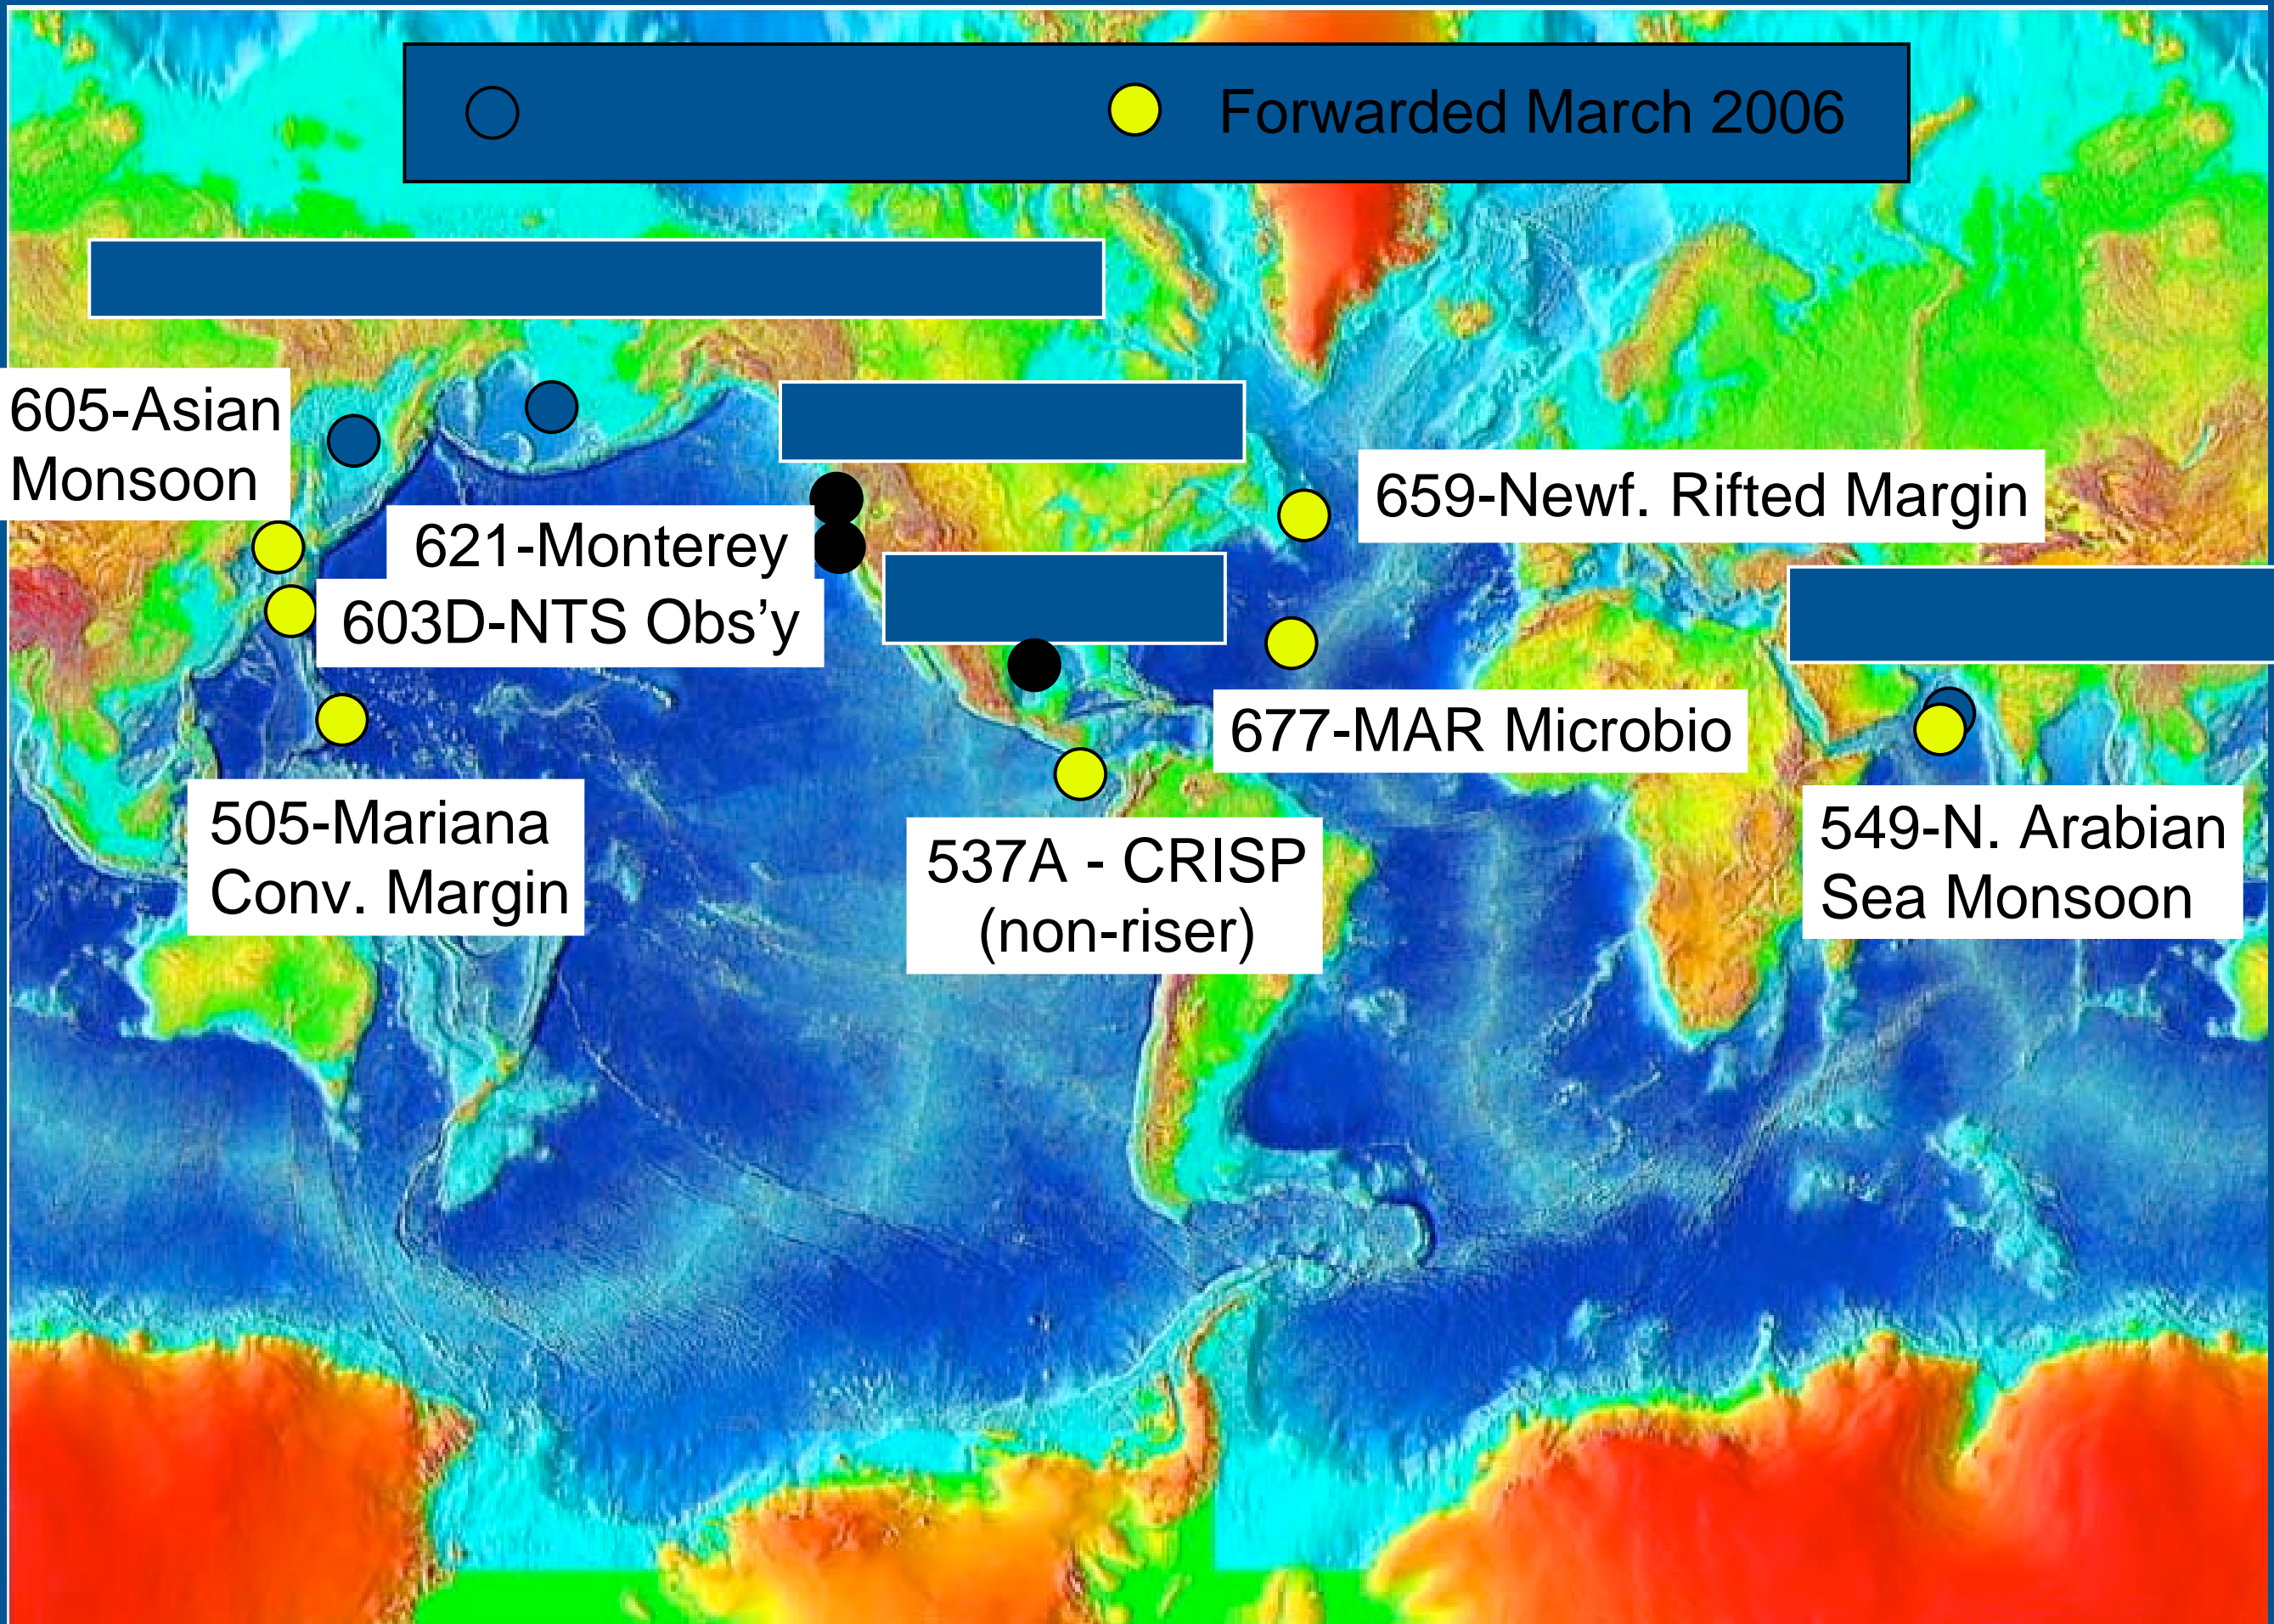 Forwarded March 2006
605-Asian
Monsoon
621-Monterey
603D-NTS Obs’y
659-Newf. Rifted Margin
677-MAR Microbio
505-Mariana
Conv. Margin
537A - CRISP
(non-riser)
549-N. Arabian
Sea Monsoon